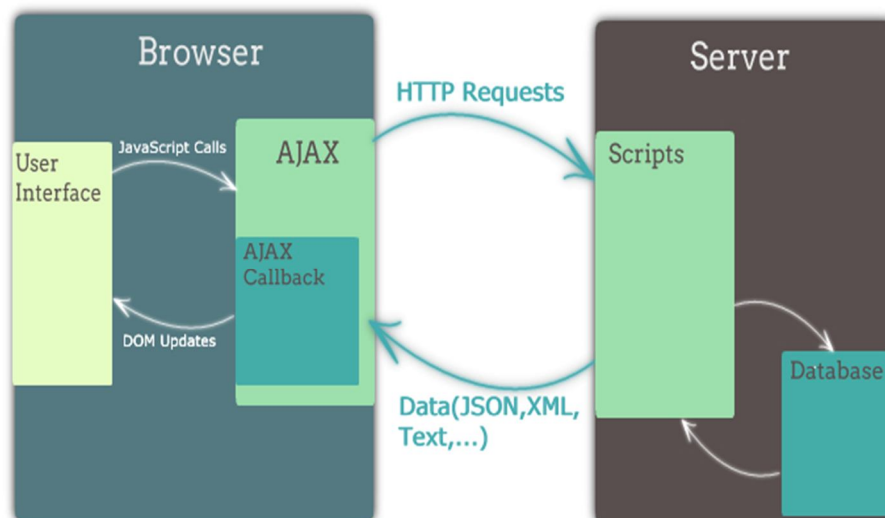 Browser
Server
HTTP Requests
JavaScript Calls
AJAX
User
Interface
Scripts
AJAX
Callback
DOM Updates
Database
Data(JSON,XML,
Text,...)